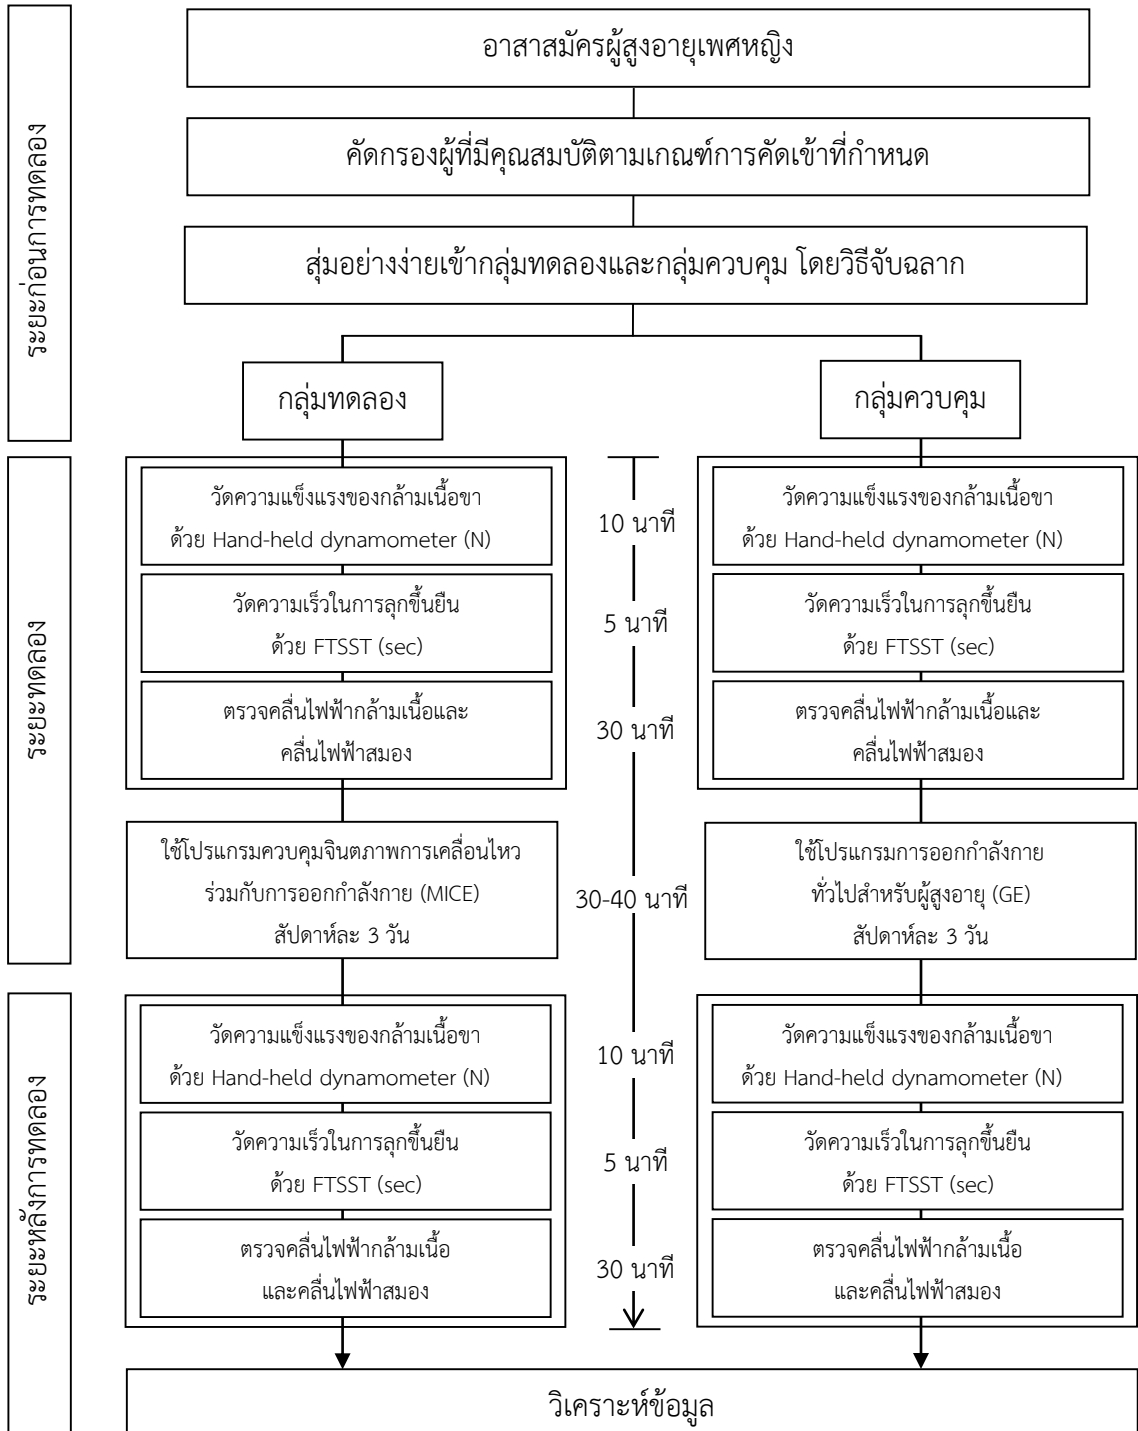 ระยะก่อนการทดลอง
อาสาสมัครผู้สูงอายุเพศหญิง
คัดกรองผู้ที่มีคุณสมบัติตามเกณฑ์การคัดเข้าที่กำหนด
สุ่มอย่างง่ายเข้ากลุ่มทดลองและกลุ่มควบคุม โดยวิธีจับฉลาก
กลุ่มทดลอง
กลุ่มควบคุม
ระยะทดลอง
วัดความแข็งแรงของกล้ามเนื้อขา
ด้วย Hand-held dynamometer (N)
10 นาที
วัดความแข็งแรงของกล้ามเนื้อขา
ด้วย Hand-held dynamometer (N)
วัดความเร็วในการลุกขึ้นยืน
ด้วย FTSST (sec)
5 นาที
วัดความเร็วในการลุกขึ้นยืน
ด้วย FTSST (sec)
ตรวจคลื่นไฟฟ้ากล้ามเนื้อและ
คลื่นไฟฟ้าสมอง
30 นาที
ตรวจคลื่นไฟฟ้ากล้ามเนื้อและ
คลื่นไฟฟ้าสมอง
ใช้โปรแกรมควบคุมจินตภาพการเคลื่อนไหว
ร่วมกับการออกกำลังกาย (MICE)
สัปดาห์ละ 3 วัน
30-40 นาที
ใช้โปรแกรมการออกกำลังกาย
ทั่วไปสำหรับผู้สูงอายุ (GE)
สัปดาห์ละ 3 วัน
ระยะหลังการทดลอง
วัดความแข็งแรงของกล้ามเนื้อขา
ด้วย Hand-held dynamometer (N)
10 นาที
วัดความแข็งแรงของกล้ามเนื้อขา
ด้วย Hand-held dynamometer (N)
วัดความเร็วในการลุกขึ้นยืน
ด้วย FTSST (sec)
5 นาที
วัดความเร็วในการลุกขึ้นยืน
ด้วย FTSST (sec)
ตรวจคลื่นไฟฟ้ากล้ามเนื้อ
และคลื่นไฟฟ้าสมอง
30 นาที
ตรวจคลื่นไฟฟ้ากล้ามเนื้อ
และคลื่นไฟฟ้าสมอง
วิเคราะห์ข้อมูล